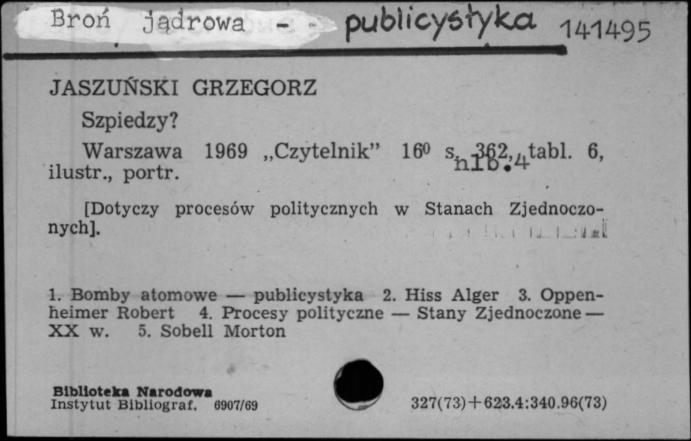 Broń jądrowa - - publicystyka 141495
JASZUŃSKI GRZEGORZ
Szpiedzy?
Warszawa 1969 „Czytelnik” 16⁰ s. 362, nlb. 4 tabl. 6,
ilustr., portr.
[Dotyczy procesów politycznych w Stanach Zjednoczo-
nych].
1. Bomby atomowe — publicystyka 2. Hiss Alger 3. Oppen-
heimer Robert 4. Procesy polityczne — Stany Zjednoczone —
XX w. 5. Sobell Morton
Biblioteka Narodowa
Instytut Bibliograf. 6907/69
327(73)+623.4:340.96(73)